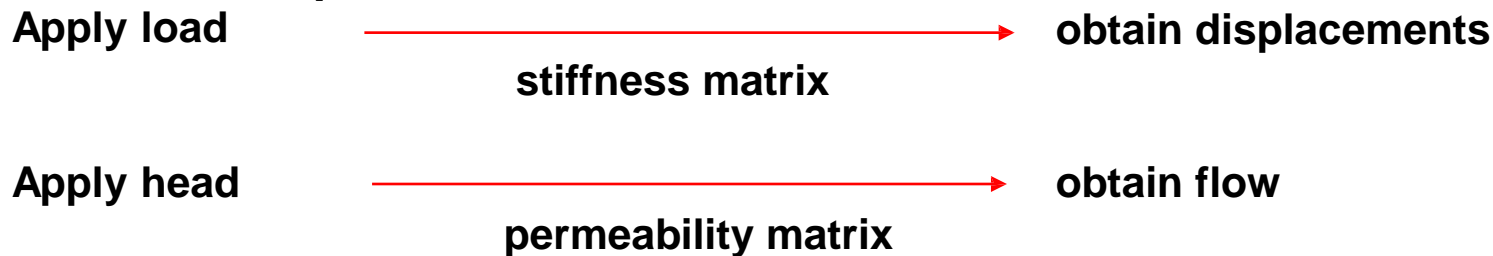 Apply load obtain displacements
stiffness matrix
Apply head obtain flow
permeability matrix